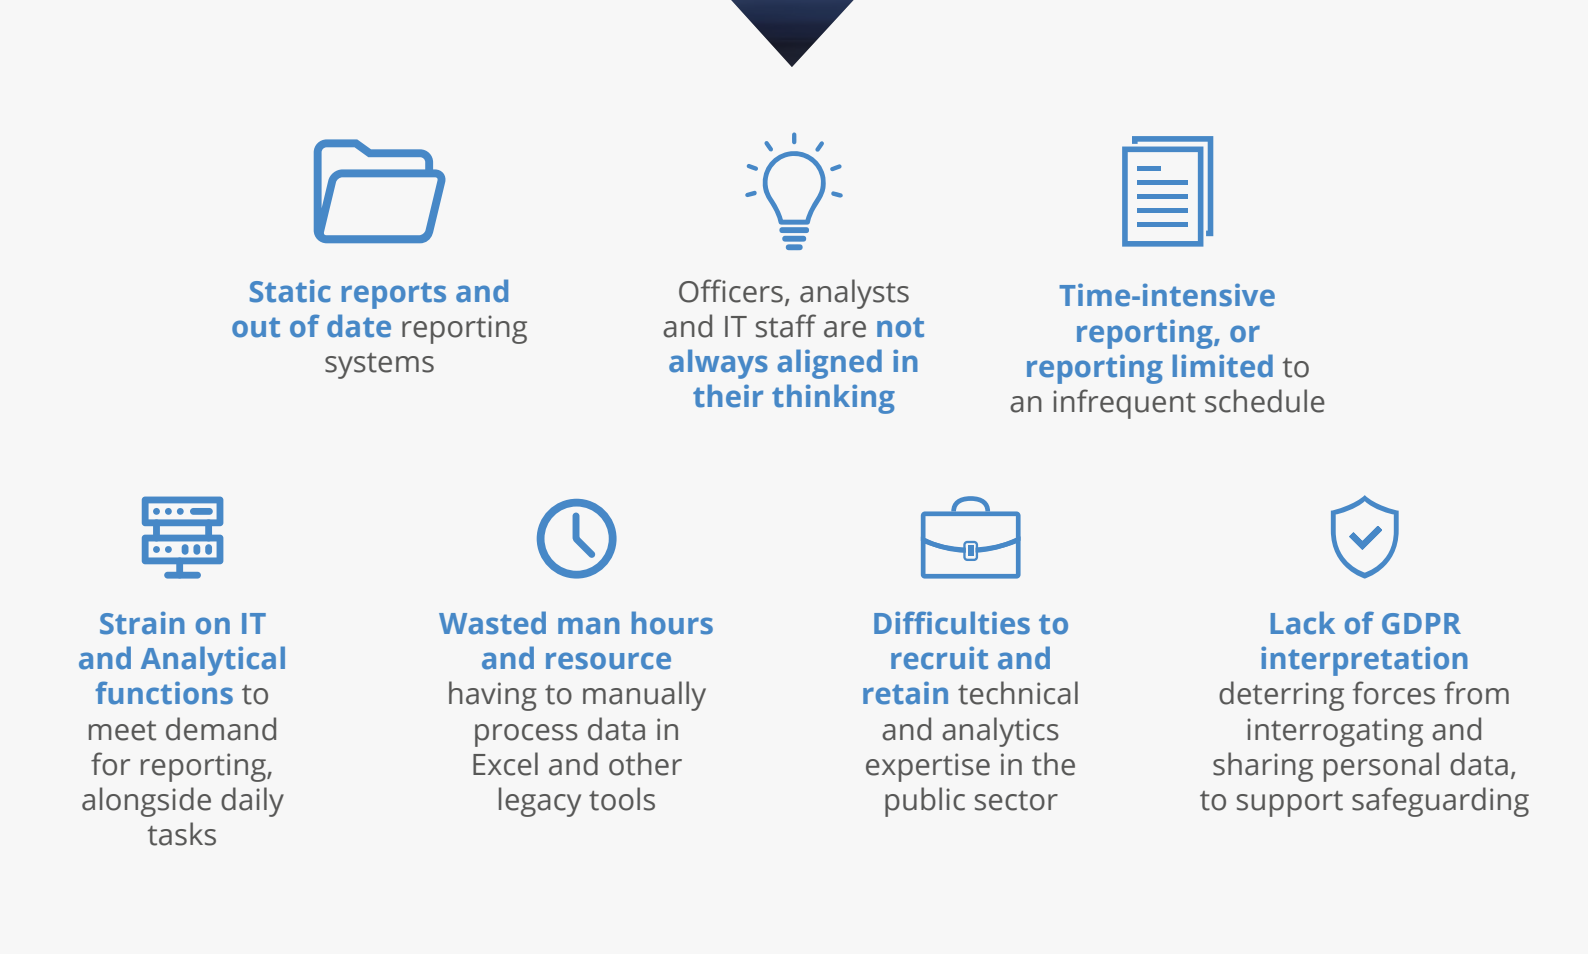 Static reports and
out of date reporting
systems
Officers, analysts
and IT staff are not
always aligned in
their thinking
Time-intensive
reporting, or
reporting limited to
an infrequent schedule
Strain on IT
and Analytical
functions to
meet demand
for reporting,
alongside daily
tasks
Wasted man hours
and resource
having to manually
process data in
Excel and other
legacy tools
Difficulties to
recruit and
retain technical
and analytics
expertise in the
public sector
Lack of GDPR
interpretation
deterring forces from
interrogating and
sharing personal data,
to support safeguarding